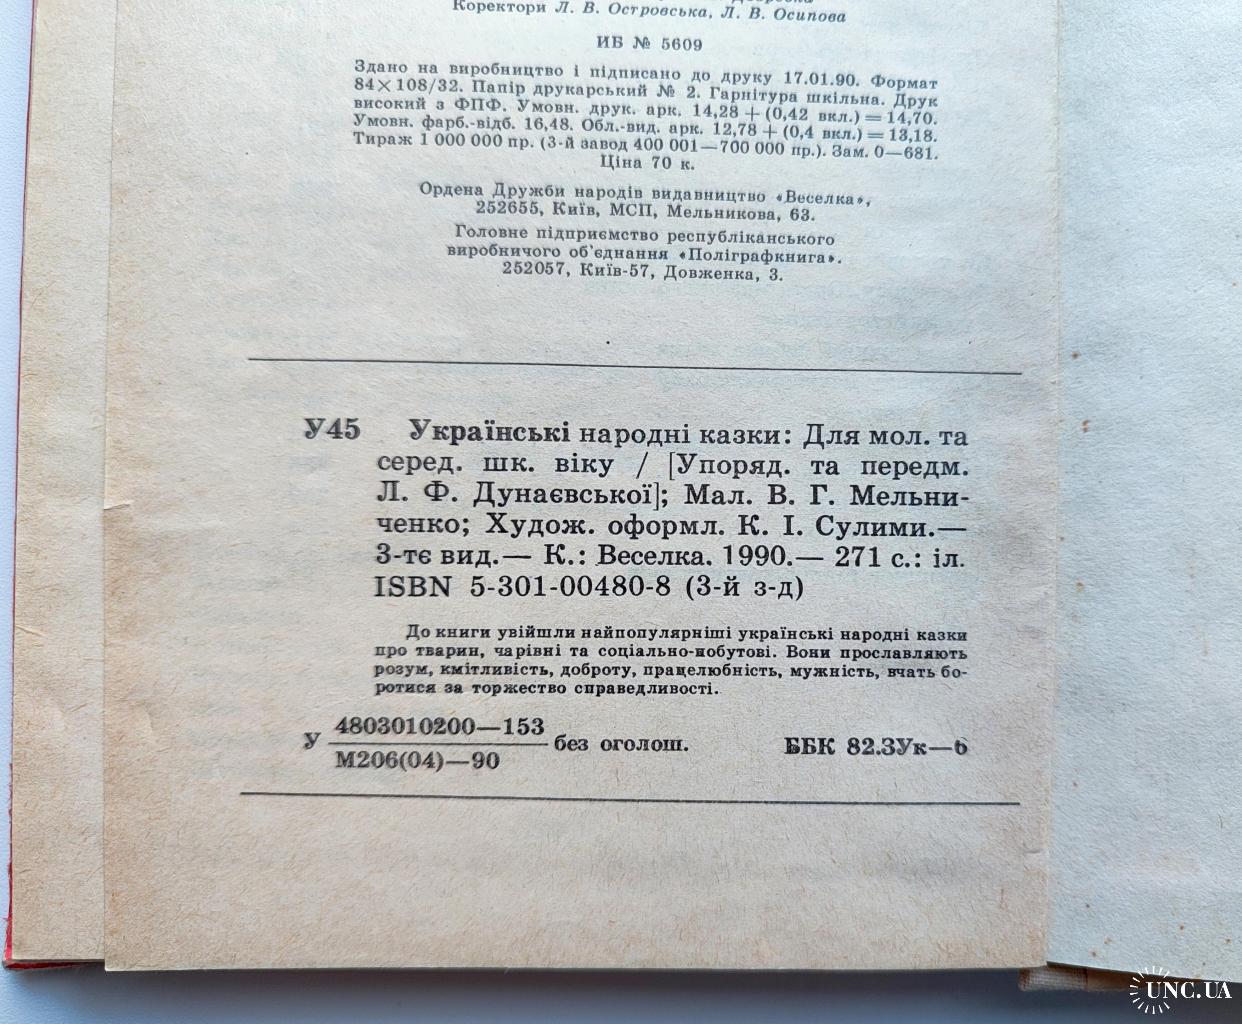 Коректори Л. В. Островська, Л. В. Осипова
ИБ № 5609
Здано на виробництво і підписано до друку 17.01.90. Формат
84×108/32. Папір друкарський № 2. Гарнітура шкільна. Друк
високий з ФПФ. Умовн. друк. арк. 14,28 + (0,42 вкл.) = 14,70.
Умовн. фарб.-відб. 16,48. Обл.-вид. арк. 12,78 + (0,4 вкл.) = 13,18.
Тираж 1 000 000 пр. (3-й завод 400 001—700 000 пр.). Зам. 0—681.
Ціна 70 к.
Ордена Дружби народів видавництво «Веселка»,
252655, Київ, МСП, Мельникова, 63.
Головне підприємство республіканського
виробничого об'єднання «Поліграфкнига».
252057, Київ-57, Довженка, 3.
У45 Українські народні казки: Для мол. та
серед. шк. віку / [Упоряд. та передм.
Л. Ф. Дунаєвської]; Мал. В. Г. Мельни-
ченко; Худож. оформл. К. І. Сулими.—
3-тє вид.— К.: Веселка. 1990.— 271 с.: іл.
ISBN 5-301-00480-8 (3-й з-д)
До книги увійшли найпопулярніші українські народні казки
про тварин, чарівні та соціально-побутові. Вони прославляють
розум, кмітливість, доброту, працелюбність, мужність, вчать бо-
ротися за торжество справедливості.
У 4803010200—153 без оголош. ББК 82.3Ук—6
М206(04)—90
UNC.UA